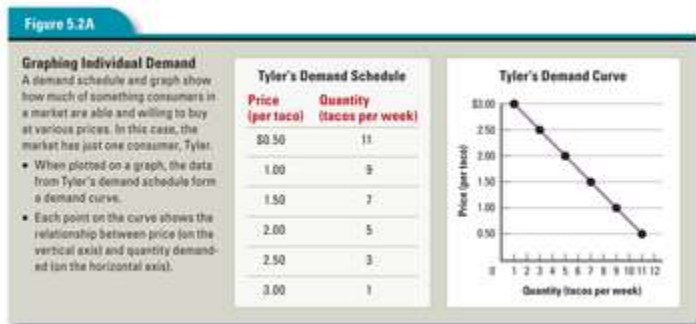 Figure 5.2A
Graphing Individual Demand
A demand schedule and graph show
how much of something consumers in
a market are able and willing to buy
at various prices. In this case, the
market has just one consumer, Tyler.
• When plotted on a graph, the data
from Tyler's demand schedule form
a demand curve.
• Each point on the curve shows the
relationship between price (on the
vertical axis) and quantity demand-
ed (on the horizontal axis).
Tyler's Demand Schedule
Price Quantity
(per taco) (tacos per week)
$0.50 11
1.00 9
1.50 7
2.00 5
2.50 3
3.00 1
Tyler's Demand Curve
Price (per taco)
$3.00
2.50
2.00
1.50
1.00
0.50
0 1 2 3 4 5 6 7 8 9 10 11 12
Quantity (tacos per week)